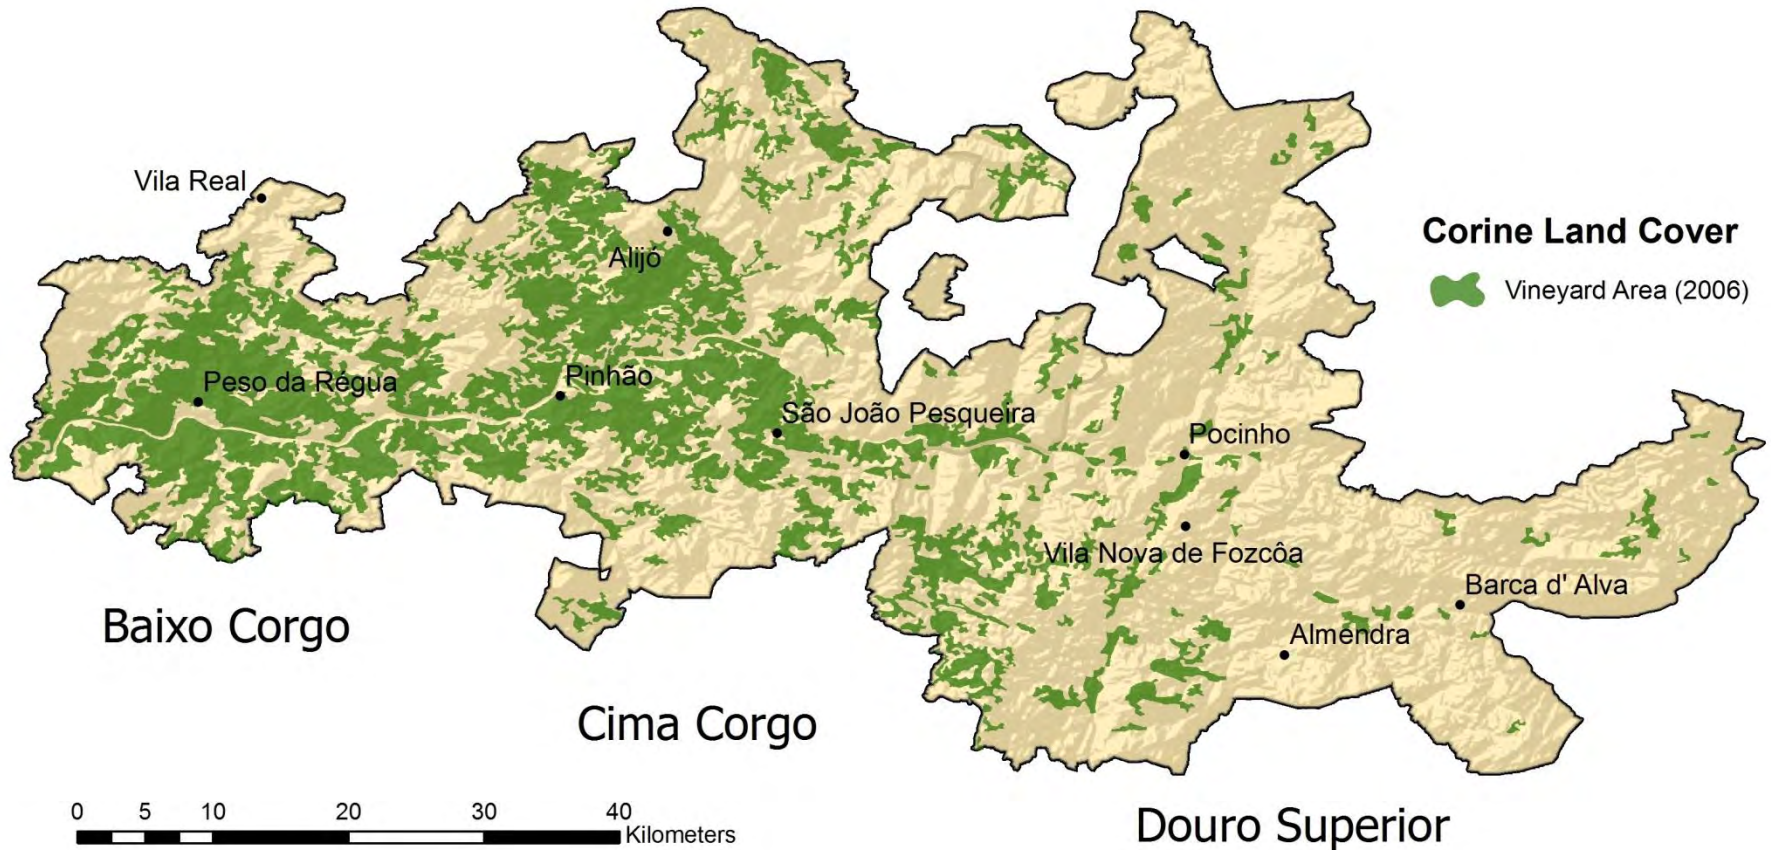 Vila Real
Corine Land Cover
Alijó
Vineyard Area (2006)
Peso da Régua
Pinhão
São João Pesqueira
Pocinho
Vila Nova de Fozcôa
Barca d' Alva
Baixo Corgo
Almendra
Cima Corgo
0 5 10 20 30 40
Kilometers
Douro Superior